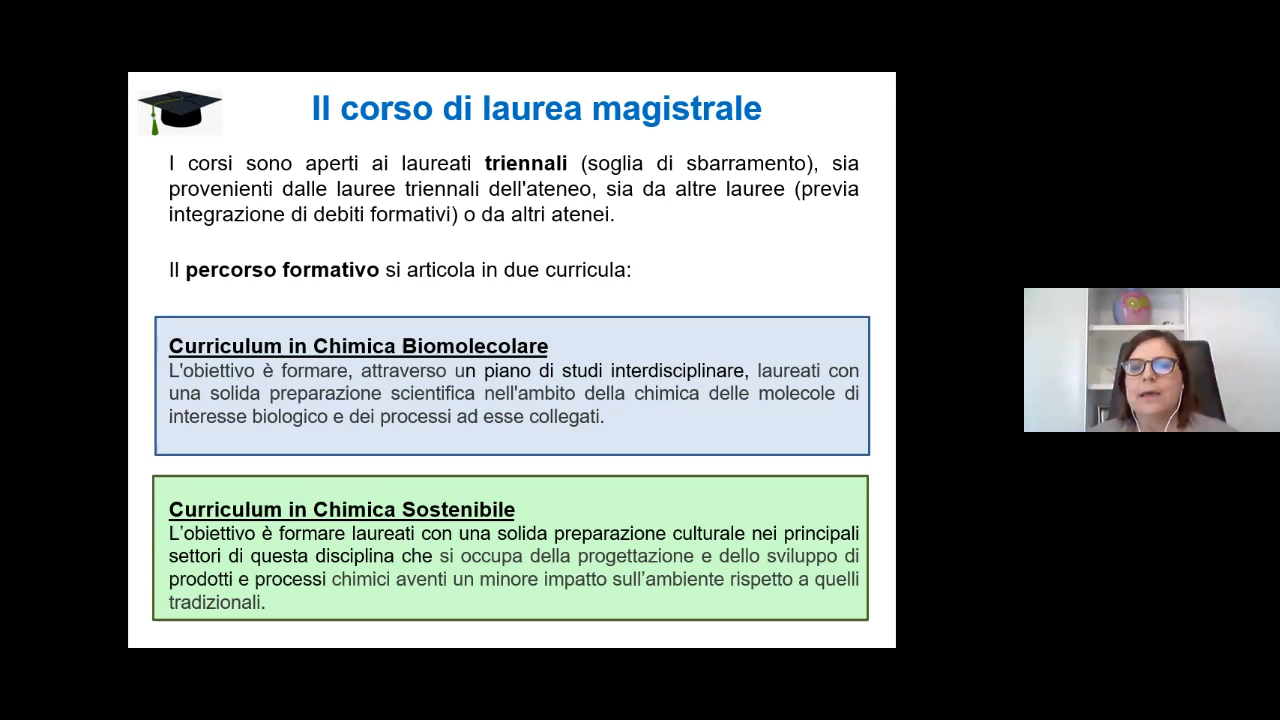 Il corso di laurea magistrale
I corsi sono aperti ai laureati triennali (soglia di sbarramento), sia
provenienti dalle lauree triennali dell'ateneo, sia da altre lauree (previa
integrazione di debiti formativi) o da altri atenei.
Il percorso formativo si articola in due curricula:
Curriculum in Chimica Biomolecolare
L'obiettivo è formare, attraverso un piano di studi interdisciplinare, laureati con
una solida preparazione scientifica nell'ambito della chimica delle molecole di
interesse biologico e dei processi ad esse collegati.
Curriculum in Chimica Sostenibile
L’obiettivo è formare laureati con una solida preparazione culturale nei principali
settori di questa disciplina che si occupa della progettazione e dello sviluppo di
prodotti e processi chimici aventi un minore impatto sull’ambiente rispetto a quelli
tradizionali.